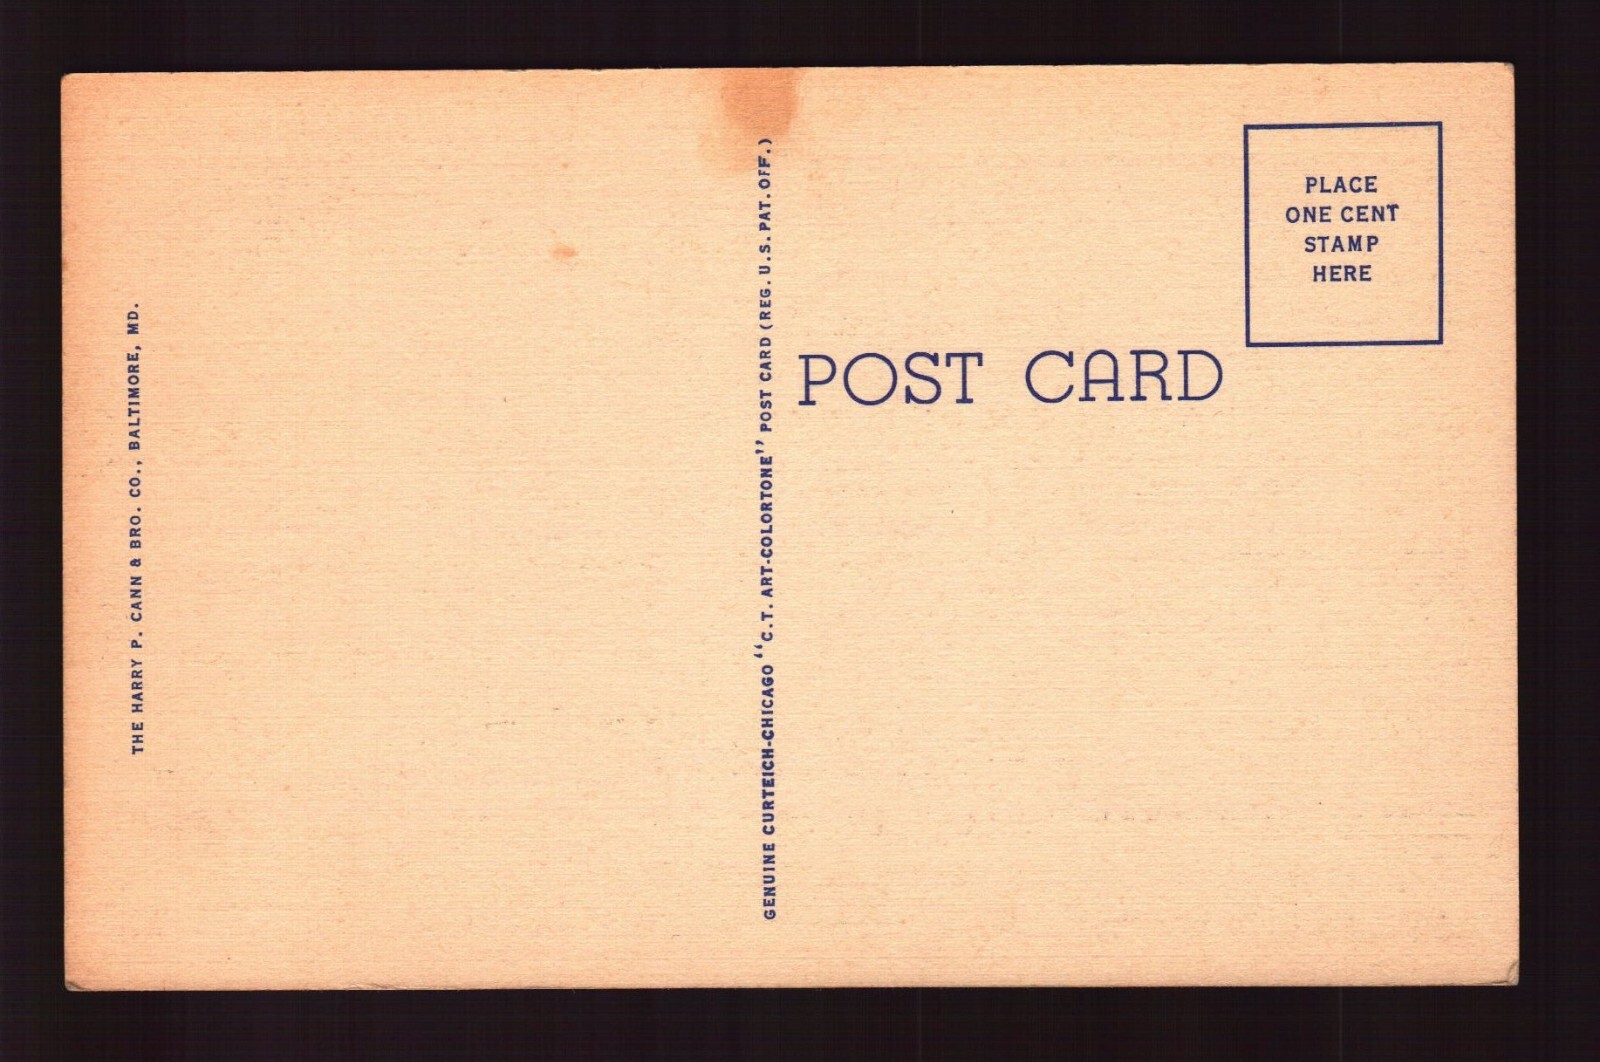 THE HARRY P. CANN & BRO. CO., BALTIMORE, MD.
GENUINE CURTEICH-CHICAGO “C.T. ART-COLORTONE” POST CARD (REG. U.S. PAT. OFF.)
PLACE
ONE CENT
STAMP
HERE
POST CARD